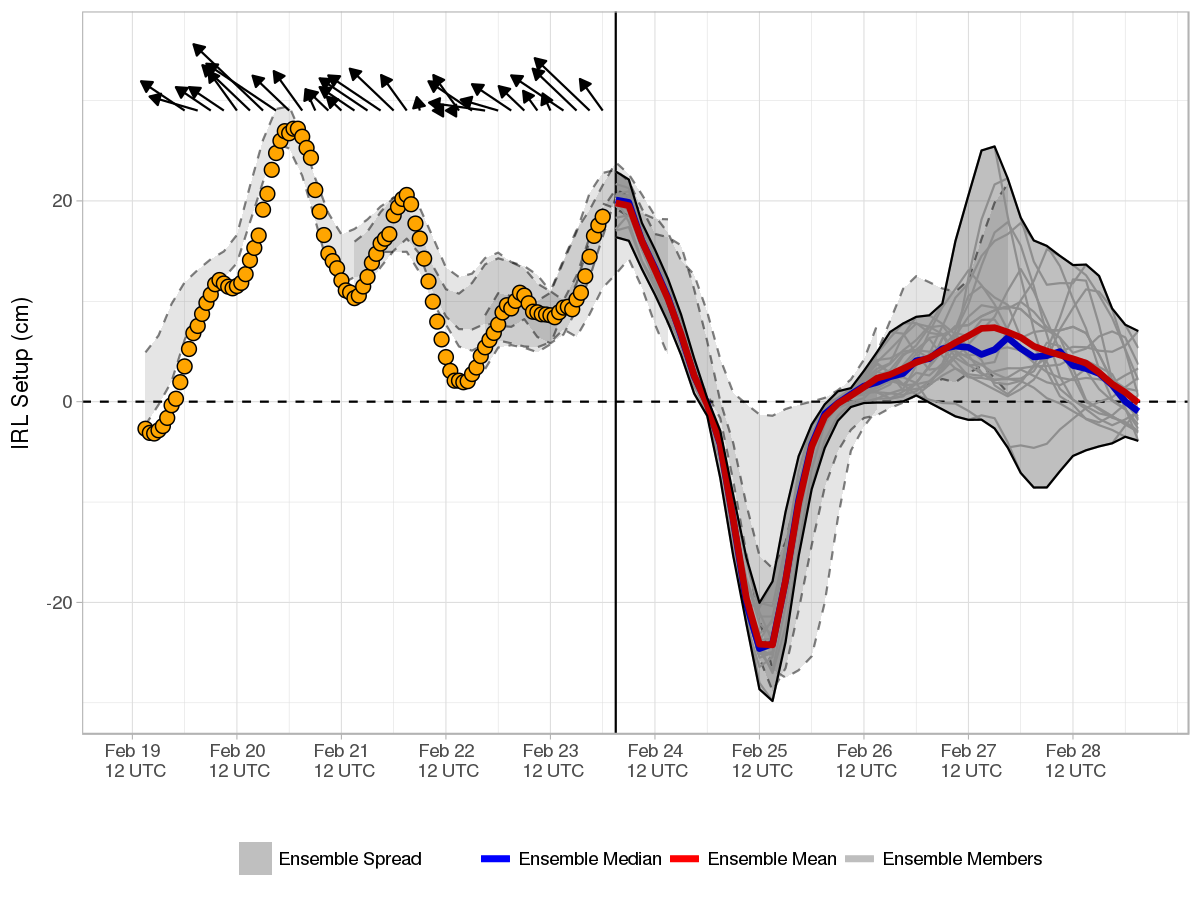 IRL Setup (cm)
20
0
-20
Feb 19 Feb 20 Feb 21 Feb 22 Feb 23 Feb 24 Feb 25 Feb 26 Feb 27 Feb 28
12 UTC 12 UTC 12 UTC 12 UTC 12 UTC 12 UTC 12 UTC 12 UTC 12 UTC 12 UTC
Ensemble Spread Ensemble Median Ensemble Mean Ensemble Members